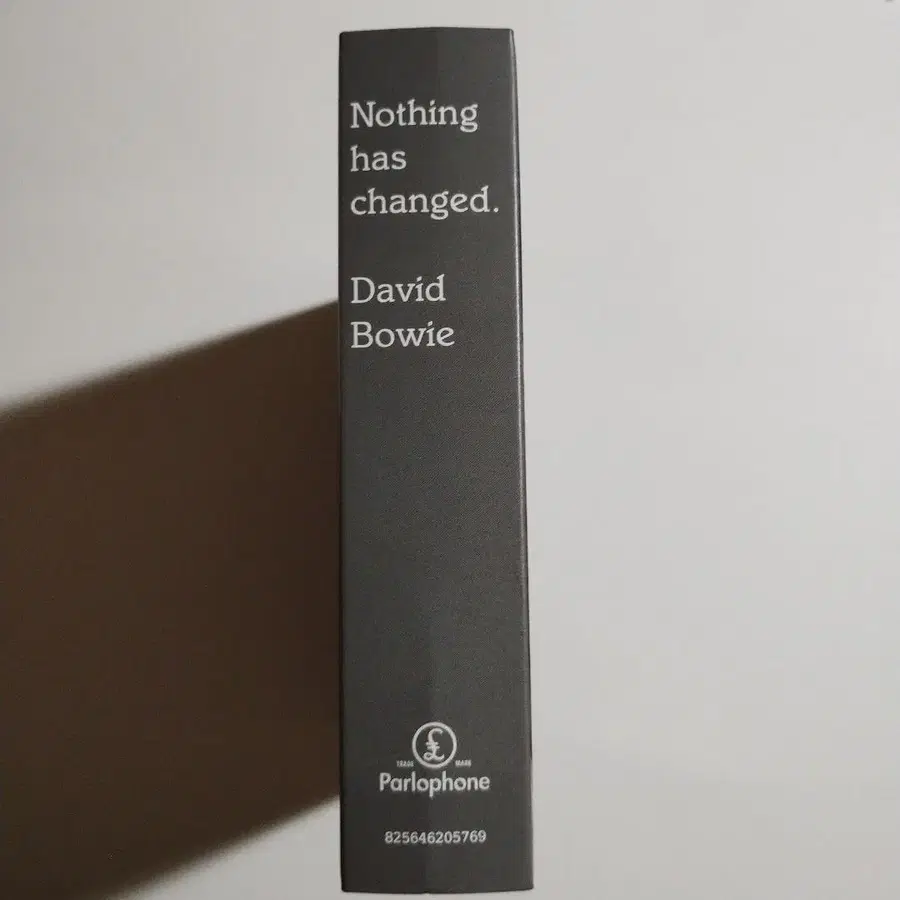 Nothing
has
changed.
David
Bowie
TRADE MARK
Parlophone
825646205769